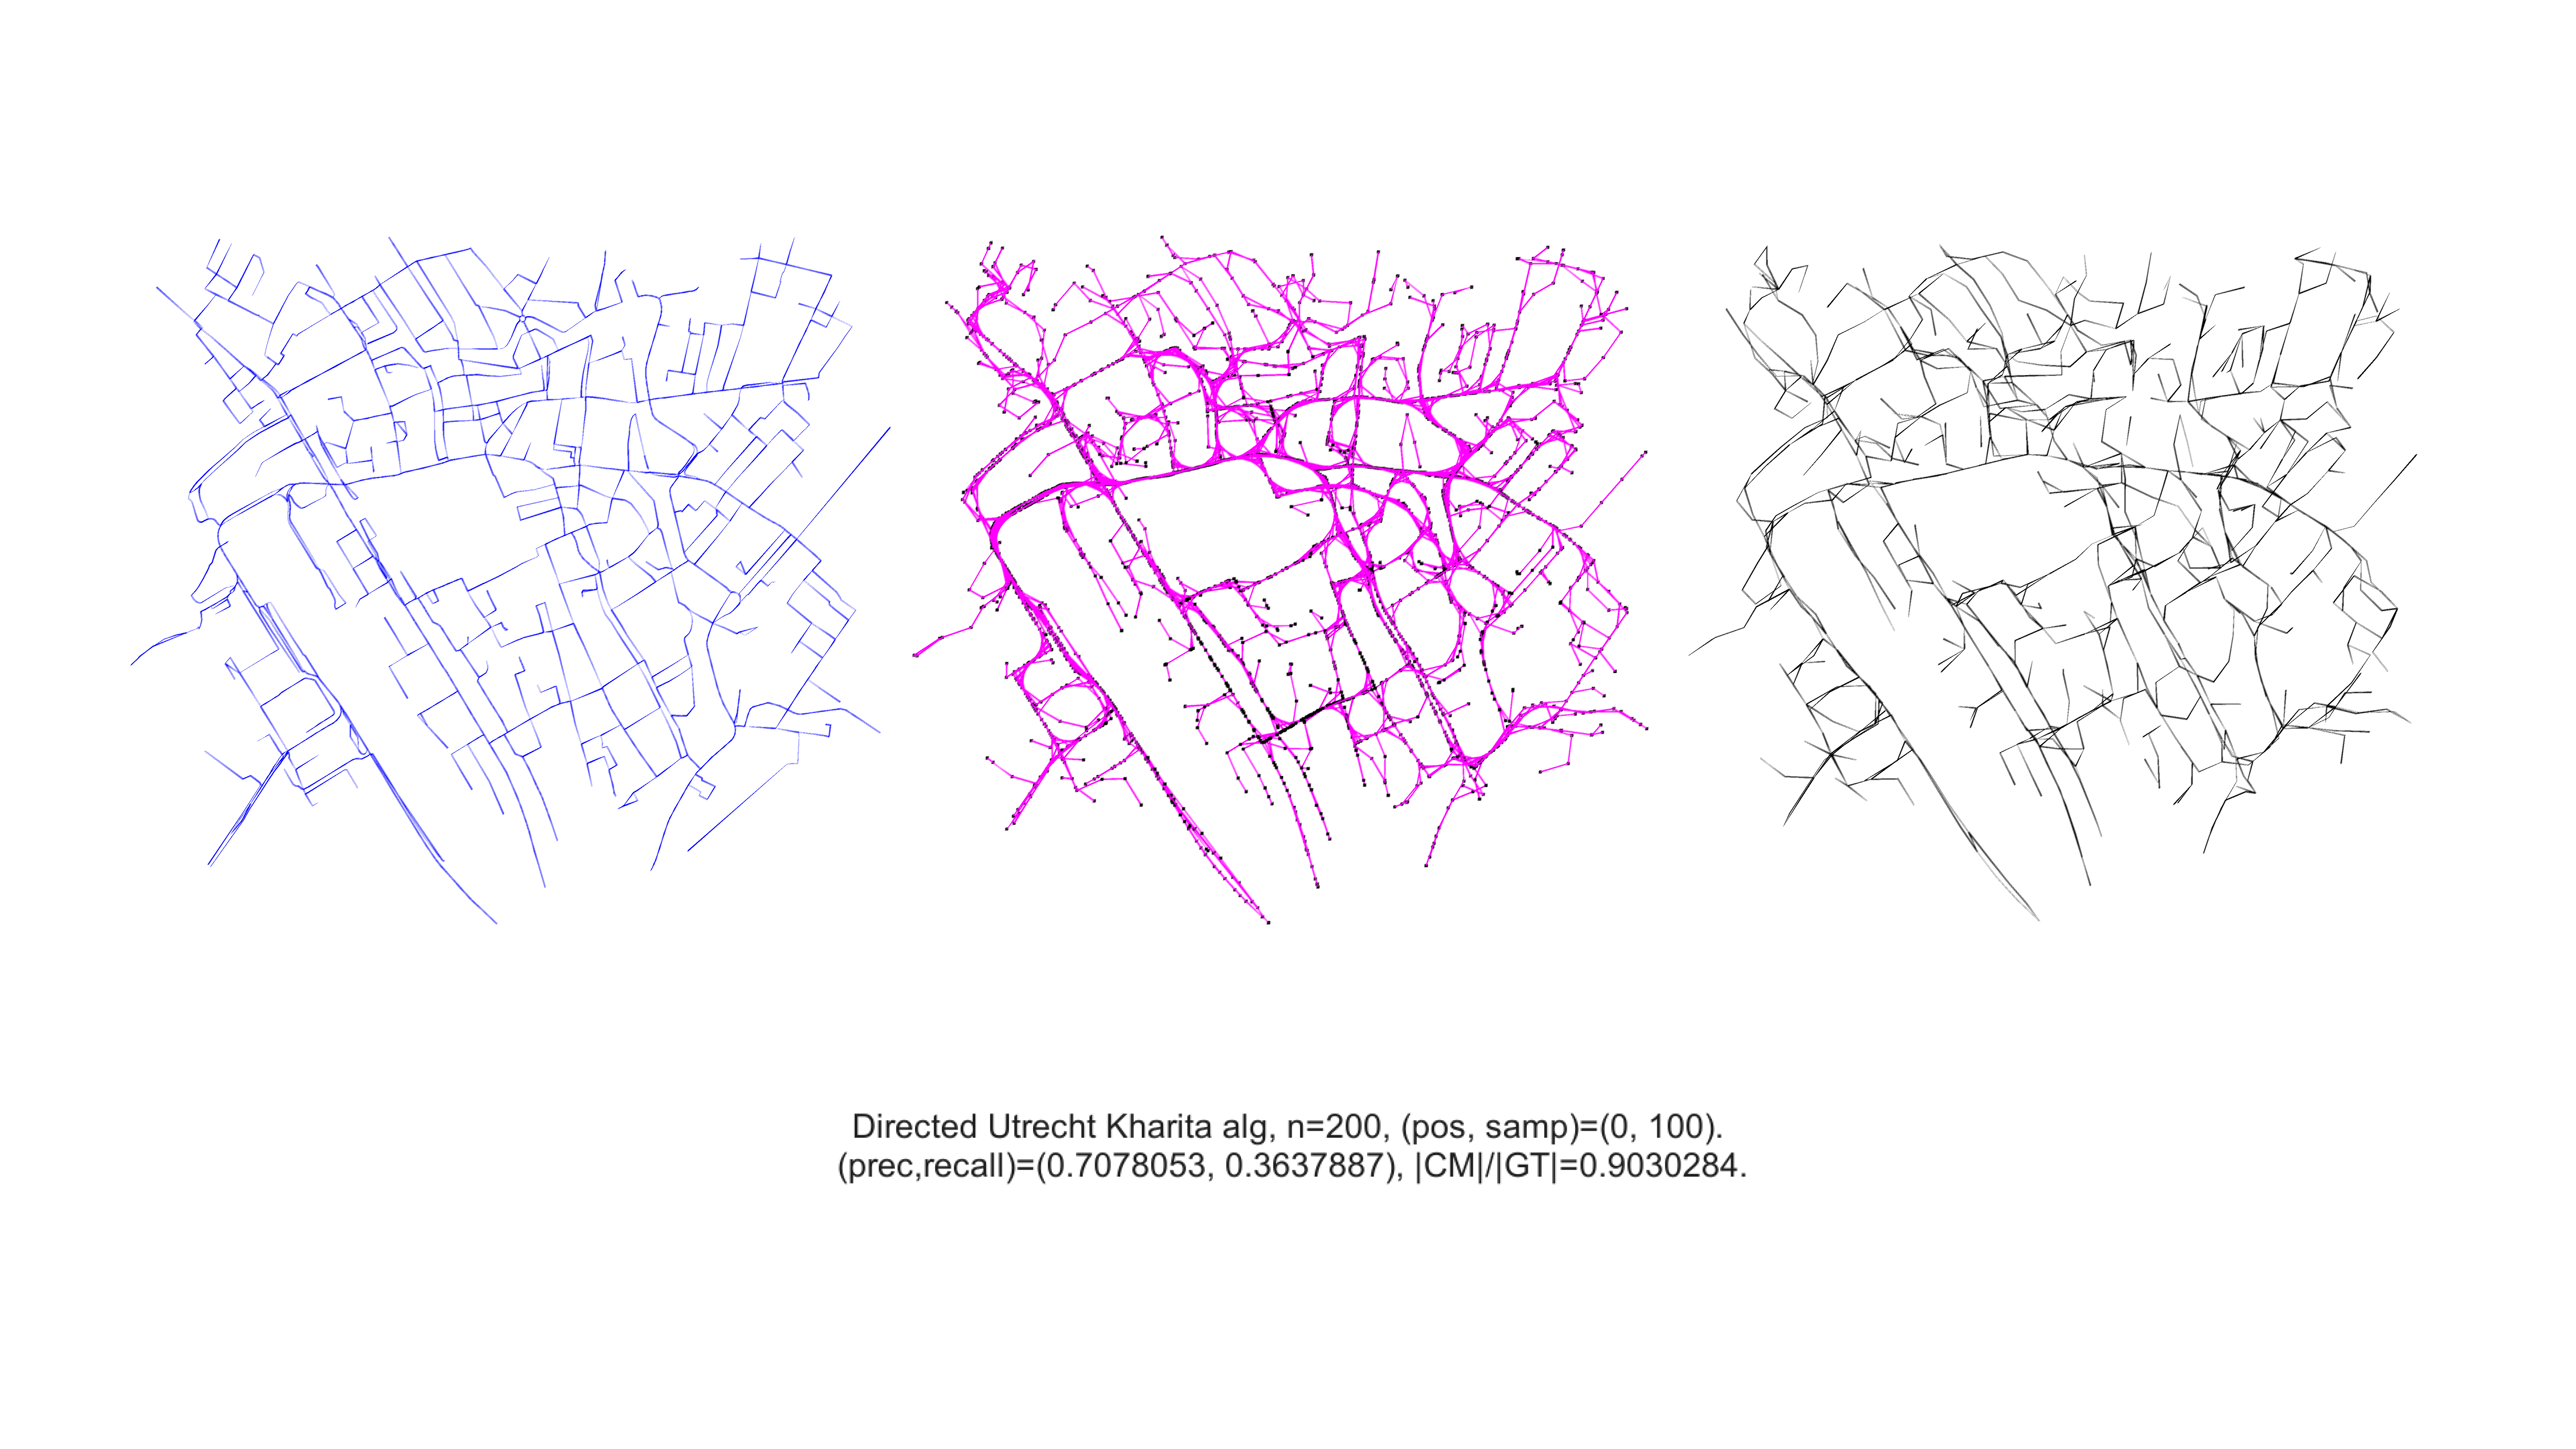 Directed Utrecht Kharita alg, n=200, (pos, samp)=(0, 100).
(prec,recall)=(0.7078053, 0.3637887), |CM|/|GT|=0.9030284.